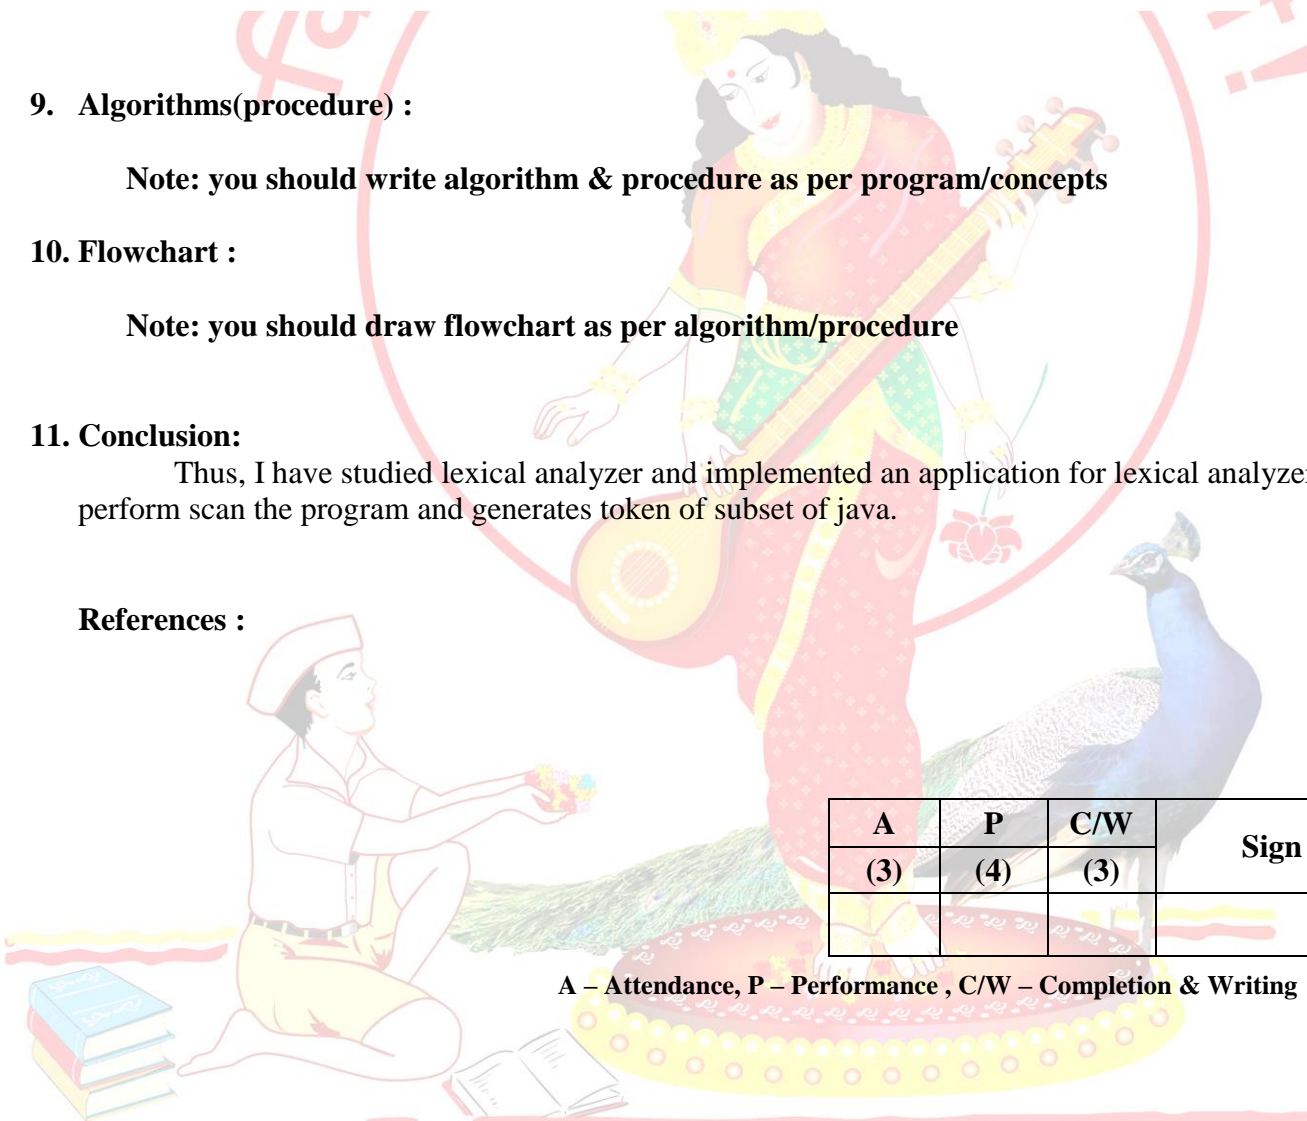 9. Algorithms(procedure) :
Note: you should write algorithm & procedure as per program/concepts
10. Flowchart :
Note: you should draw flowchart as per algorithm/procedure
11. Conclusion:
Thus, I have studied lexical analyzer and implemented an application for lexical analyzer
perform scan the program and generates token of subset of java.
References :
A P C/W Sign
(3) (4) (3)
A – Attendance, P – Performance , C/W – Completion & Writing